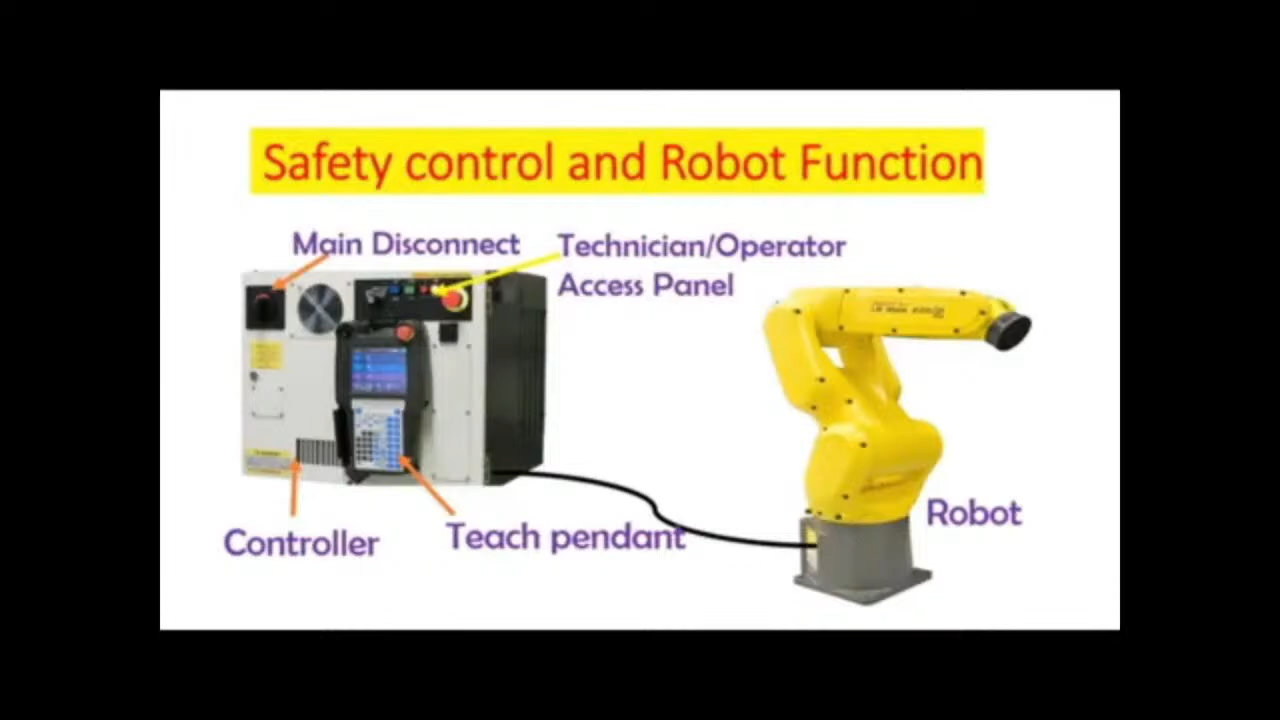 Safety control and Robot Function
Main Disconnect
Technician/Operator
Access Panel
Robot
Controller
Teach pendant